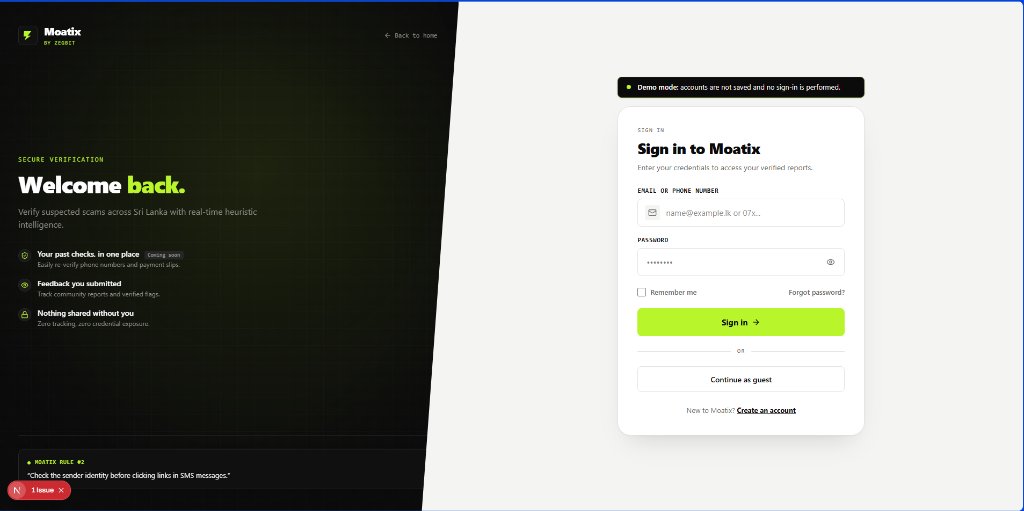 Moatix
BY ZEQBIT
← Back to home
SECURE VERIFICATION
Welcome back.
Verify suspected scams across Sri Lanka with real-time heuristic
intelligence.
Your past checks. in one place Coming soon
Easily re-verify phone numbers and payment slips.
Feedback you submitted
Track community reports and verified flags.
Nothing shared without you
Zero tracking, zero credential exposure.
MOATIX RULE #2
"Check the sender identity before clicking links in SMS messages."
N 1 Issue ×
Demo mode: accounts are not saved and no sign-in is performed.
SIGN IN
Sign in to Moatix
Enter your credentials to access your verified reports.
EMAIL OR PHONE NUMBER
name@example.lk or 07x...
PASSWORD
••••••••
Remember me Forgot password?
Sign in →
OR
Continue as guest
New to Moatix? Create an account